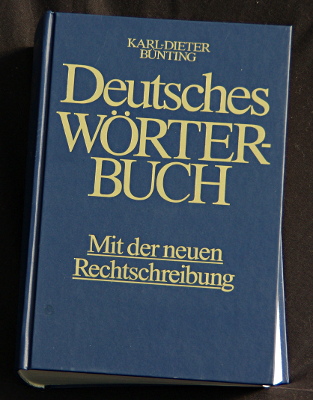 KARL-DIETER
BÜNTING
Deutsches
WÖRTER-
BUCH
Mit der neuen
Rechtschreibung